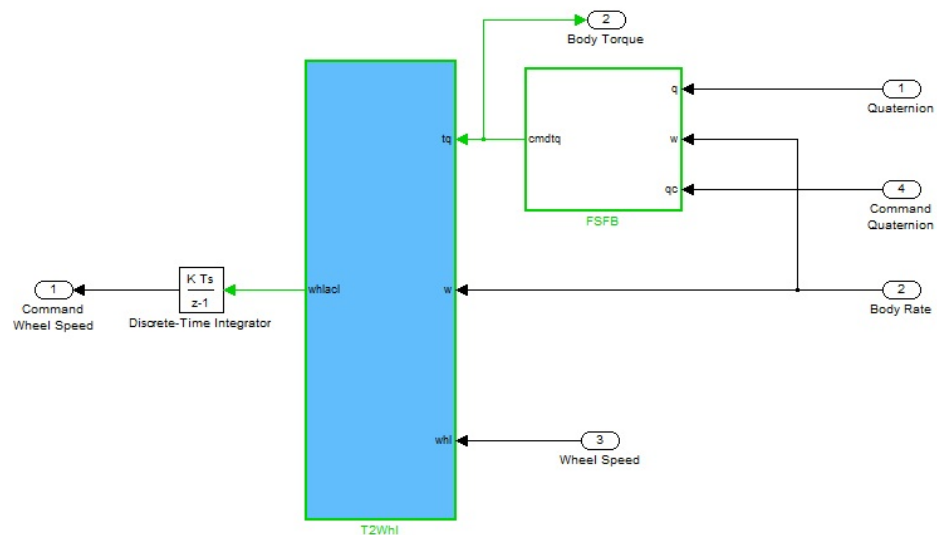 2
Body Torque
q
1
Quaternion
tq
cmdtq
w
qc
4
Command
Quaternion
FSFB
1
Command
Wheel Speed
K Ts
z-1
Discrete-Time Integrator
whlacl
w
2
Body Rate
whl
3
Wheel Speed
T2Whl